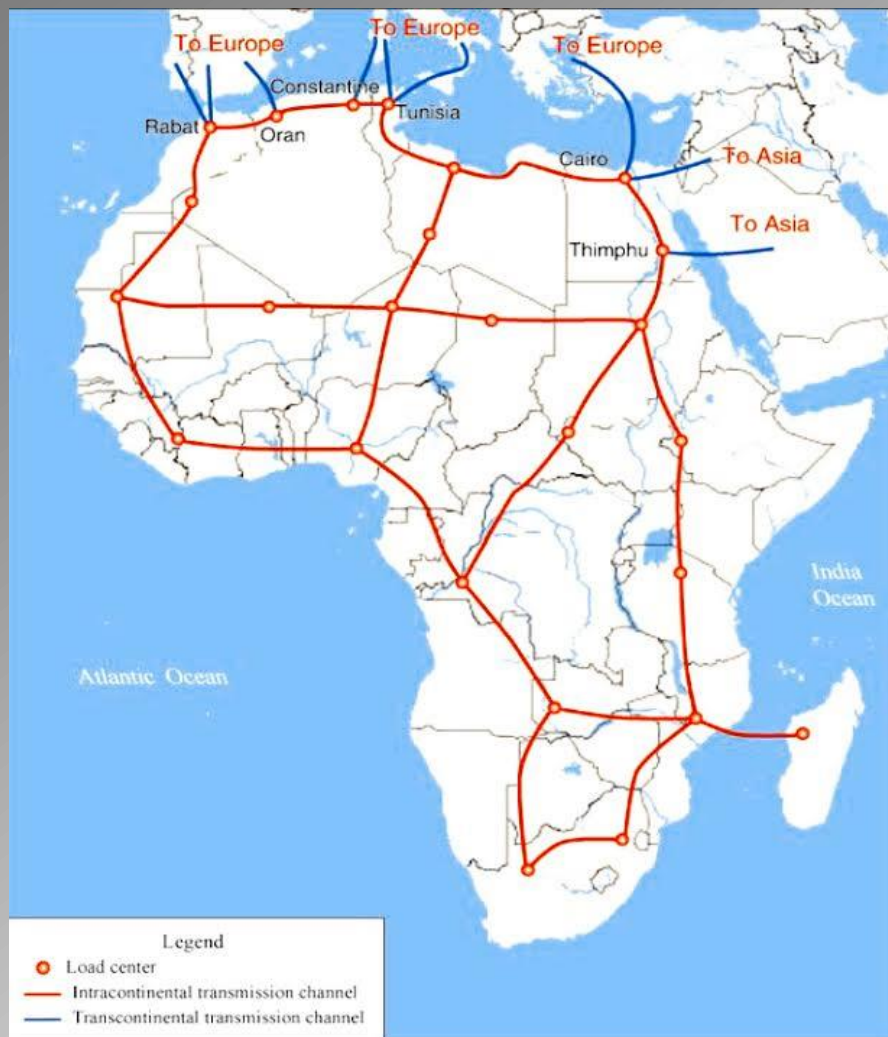 To Europe
To Europe
To Europe
Constantine
Tunisia
Rabat
Oran
Cairo
To Asia
To Asia
Thimphu
India
Ocean
Atlantic Ocean
Legend
Load center
Intracontinental transmission channel
Transcontinental transmission channel